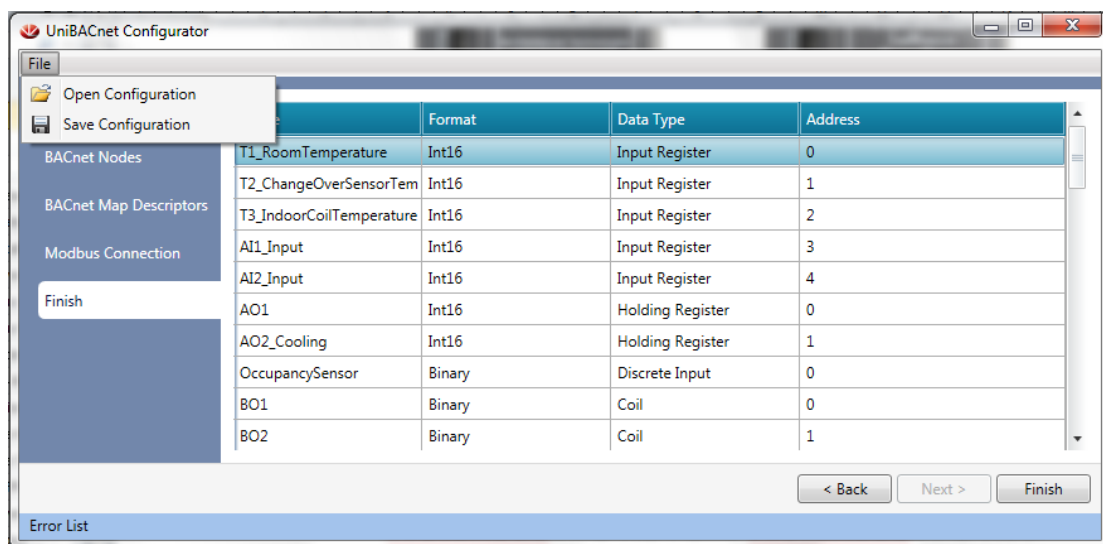 UniBACnet Configurator
File
Open Configuration
Save Configuration
BACnet Nodes
BACnet Map Descriptors
Modbus Connection
Finish
Format Data Type Address
T1_RoomTemperature Int16 Input Register 0
T2_ChangeOverSensorTem Int16 Input Register 1
T3_IndoorCoilTemperature Int16 Input Register 2
AI1_Input Int16 Input Register 3
AI2_Input Int16 Input Register 4
AO1 Int16 Holding Register 0
AO2_Cooling Int16 Holding Register 1
OccupancySensor Binary Discrete Input 0
BO1 Binary Coil 0
BO2 Binary Coil 1
< Back Next > Finish
Error List